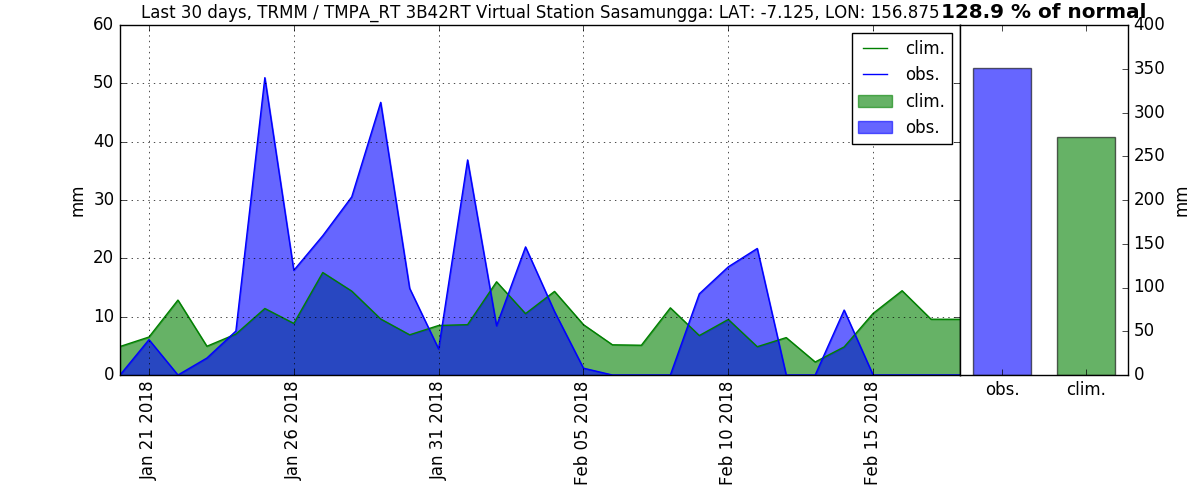 Last 30 days, TRMM / TMPA_RT 3B42RT Virtual Station Sasamungga: LAT: -7.125, LON: 156.875
128.9 % of normal
60
50
40
30
20
10
0
mm
clim.
obs.
clim.
obs.
Jan 21 2018
Jan 26 2018
Jan 31 2018
Feb 05 2018
Feb 10 2018
Feb 15 2018
400
350
300
250
200
150
100
50
0
mm
obs.
clim.